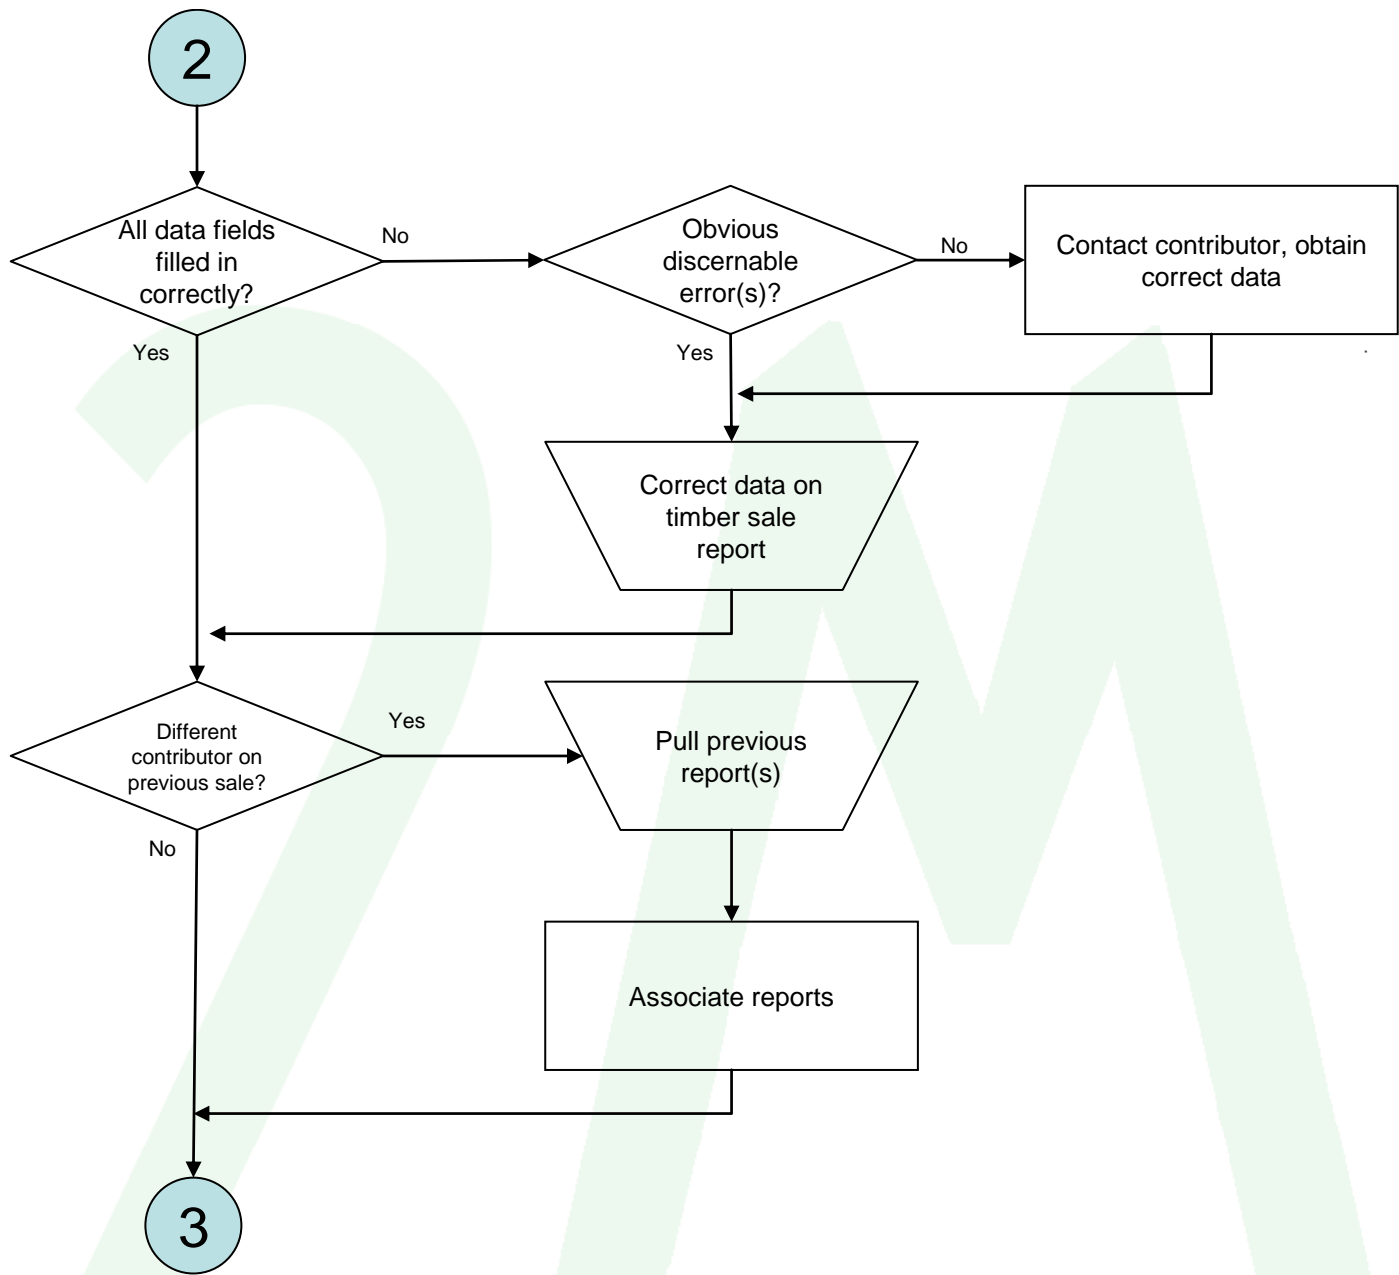 2
All data fields
filled in
correctly?
No
Obvious
discernable
error(s)?
No
Contact contributor, obtain
correct data
Yes
Yes
Correct data on
timber sale
report
Different
contributor on
previous sale?
Yes
Pull previous
report(s)
No
Associate reports
3